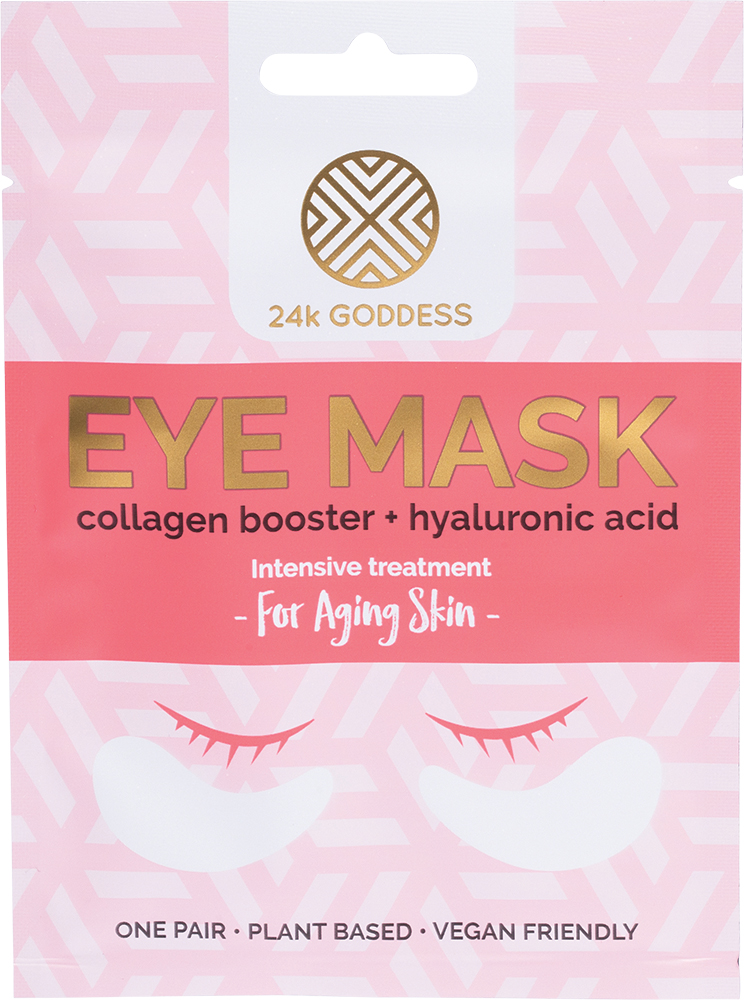 24k GODDESS
EYE MASK
collagen booster + hyaluronic acid
Intensive treatment
- For Aging Skin -
ONE PAIR • PLANT BASED • VEGAN FRIENDLY